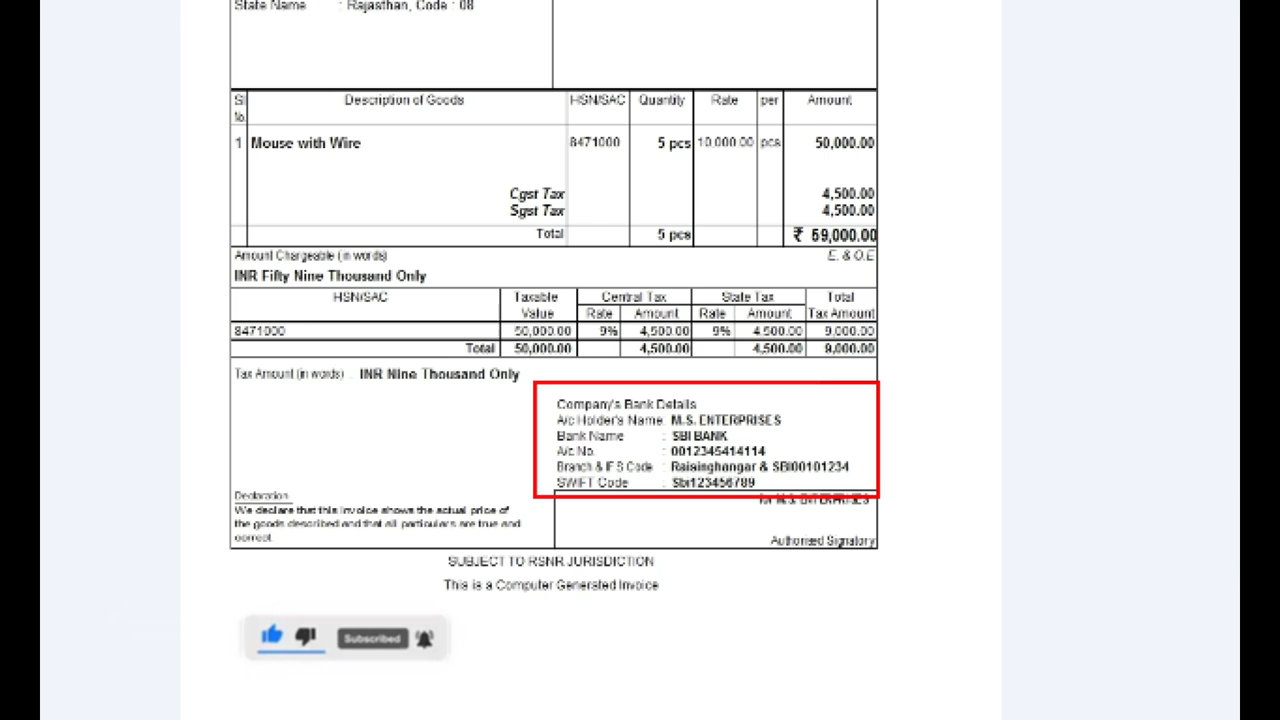 State Name : Rajasthan, Code : 08
Sl No. Description of Goods HSN/SAC Quantity Rate per Amount
1 Mouse with Wire 8471000 5 pcs 10,000.00 pcs 50,000.00
Cgst Tax 4,500.00
Sgst Tax 4,500.00
Total 5 pcs ₹ 59,000.00
Amount Chargeable (in words) E. & O.E
INR Fifty Nine Thousand Only
HSN/SAC Taxable Value Central Tax State Tax Total Tax Amount
Rate Amount Rate Amount
8471000 50,000.00 9% 4,500.00 9% 4,500.00 9,000.00
Total 50,000.00 4,500.00 4,500.00 9,000.00
Tax Amount (in words) : INR Nine Thousand Only
Company's Bank Details
A/c Holder's Name : M.S. ENTERPRISES
Bank Name : SBI BANK
A/c No. : 0012345414114
Branch & IFS Code : Raisinghangar & SBI00101234
SWIFT Code : Sbi123456789
for M.S. ENTERPRISES
Declaration
We declare that this invoice shows the actual price of
the goods described and that all particulars are true and
correct.
Authorised Signatory
SUBJECT TO RSNR JURISDICTION
This is a Computer Generated Invoice
Subscribed